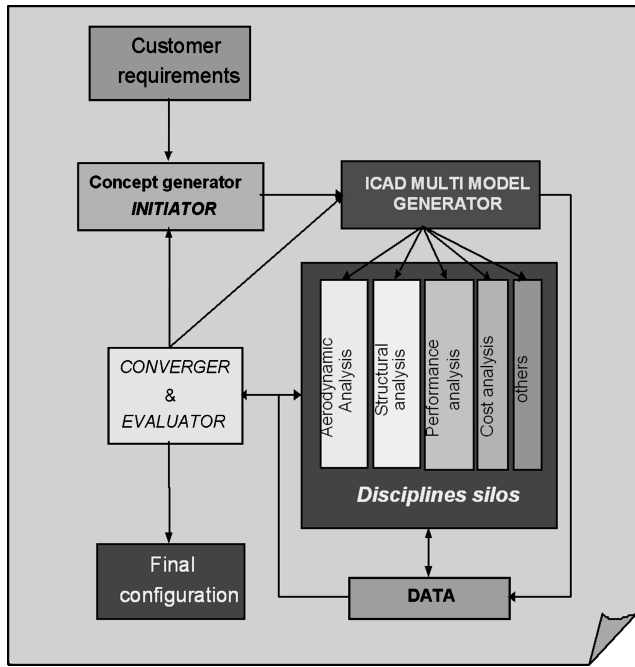 Customer
requirements
Concept generator
INITIATOR
ICAD MULTI MODEL
GENERATOR
Aerodynamic
Analysis
Structural
analysis
Performance
analysis
Cost analysis
others
Disciplines silos
CONVERGER
&
EVALUATOR
Final
configuration
DATA